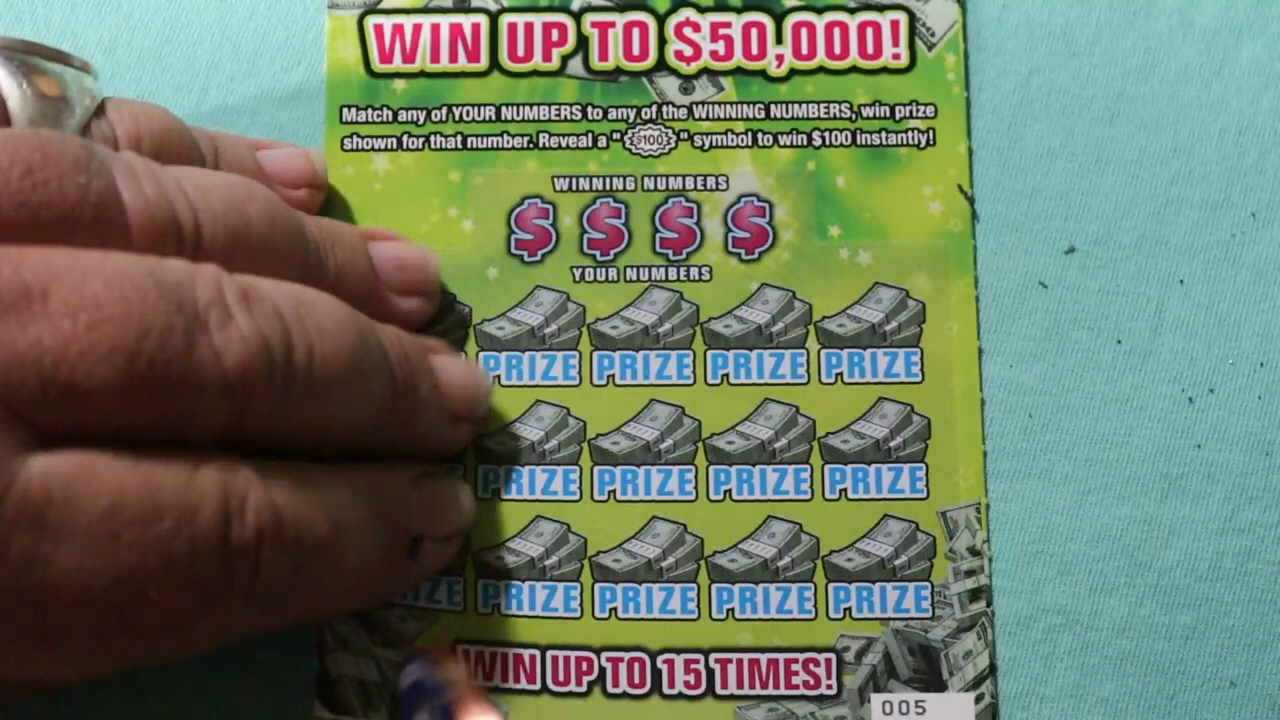 WIN UP TO $50,000!
Match any of YOUR NUMBERS to any of the WINNING NUMBERS, win prize
shown for that number. Reveal a " $100 " symbol to win $100 instantly!
WINNING NUMBERS
$ $ $ $
YOUR NUMBERS
PRIZE PRIZE PRIZE PRIZE
PRIZE PRIZE PRIZE PRIZE
IZE PRIZE PRIZE PRIZE PRIZE
WIN UP TO 15 TIMES!
005